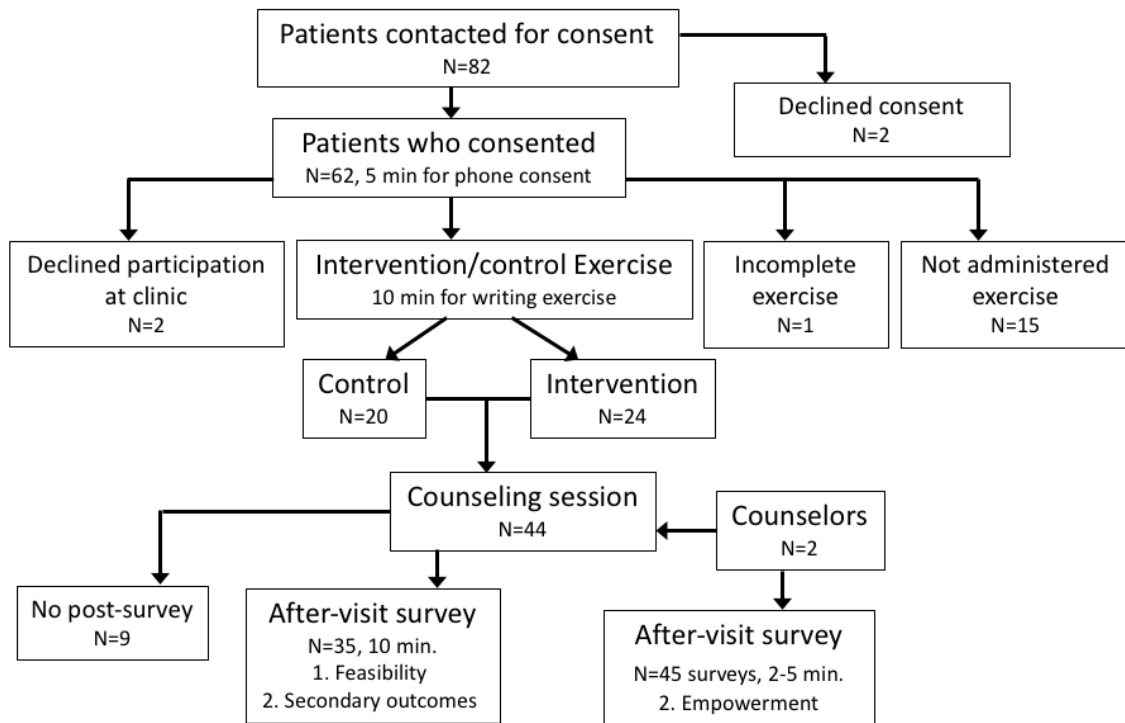 Patients contacted for consent
N=82
Declined consent
N=2
Patients who consented
N=62, 5 min for phone consent
Declined participation
at clinic
N=2
Intervention/control Exercise
10 min for writing exercise
Incomplete
exercise
N=1
Not administered
exercise
N=15
Control
N=20
Intervention
N=24
Counseling session
N=44
Counselors
N=2
No post-survey
N=9
After-visit survey
N=35, 10 min.
1. Feasibility
2. Secondary outcomes
After-visit survey
N=45 surveys, 2-5 min.
2. Empowerment